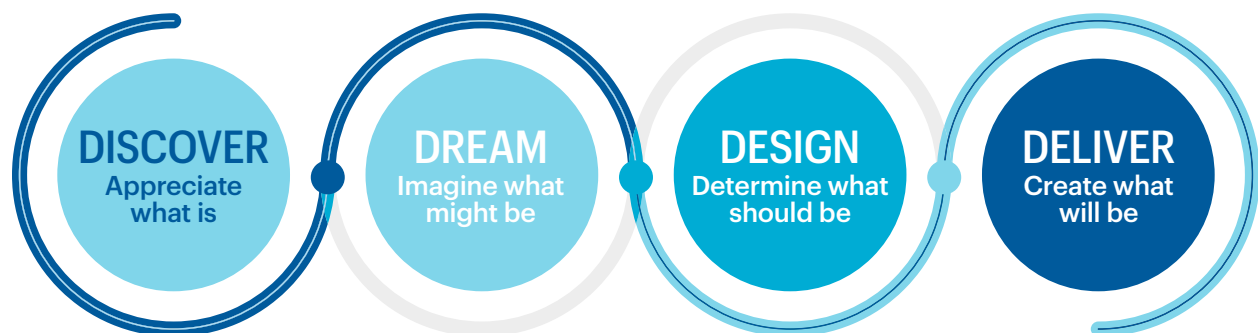 DISCOVER
Appreciate
what is
DREAM
Imagine what
might be
DESIGN
Determine what
should be
DELIVER
Create what
will be